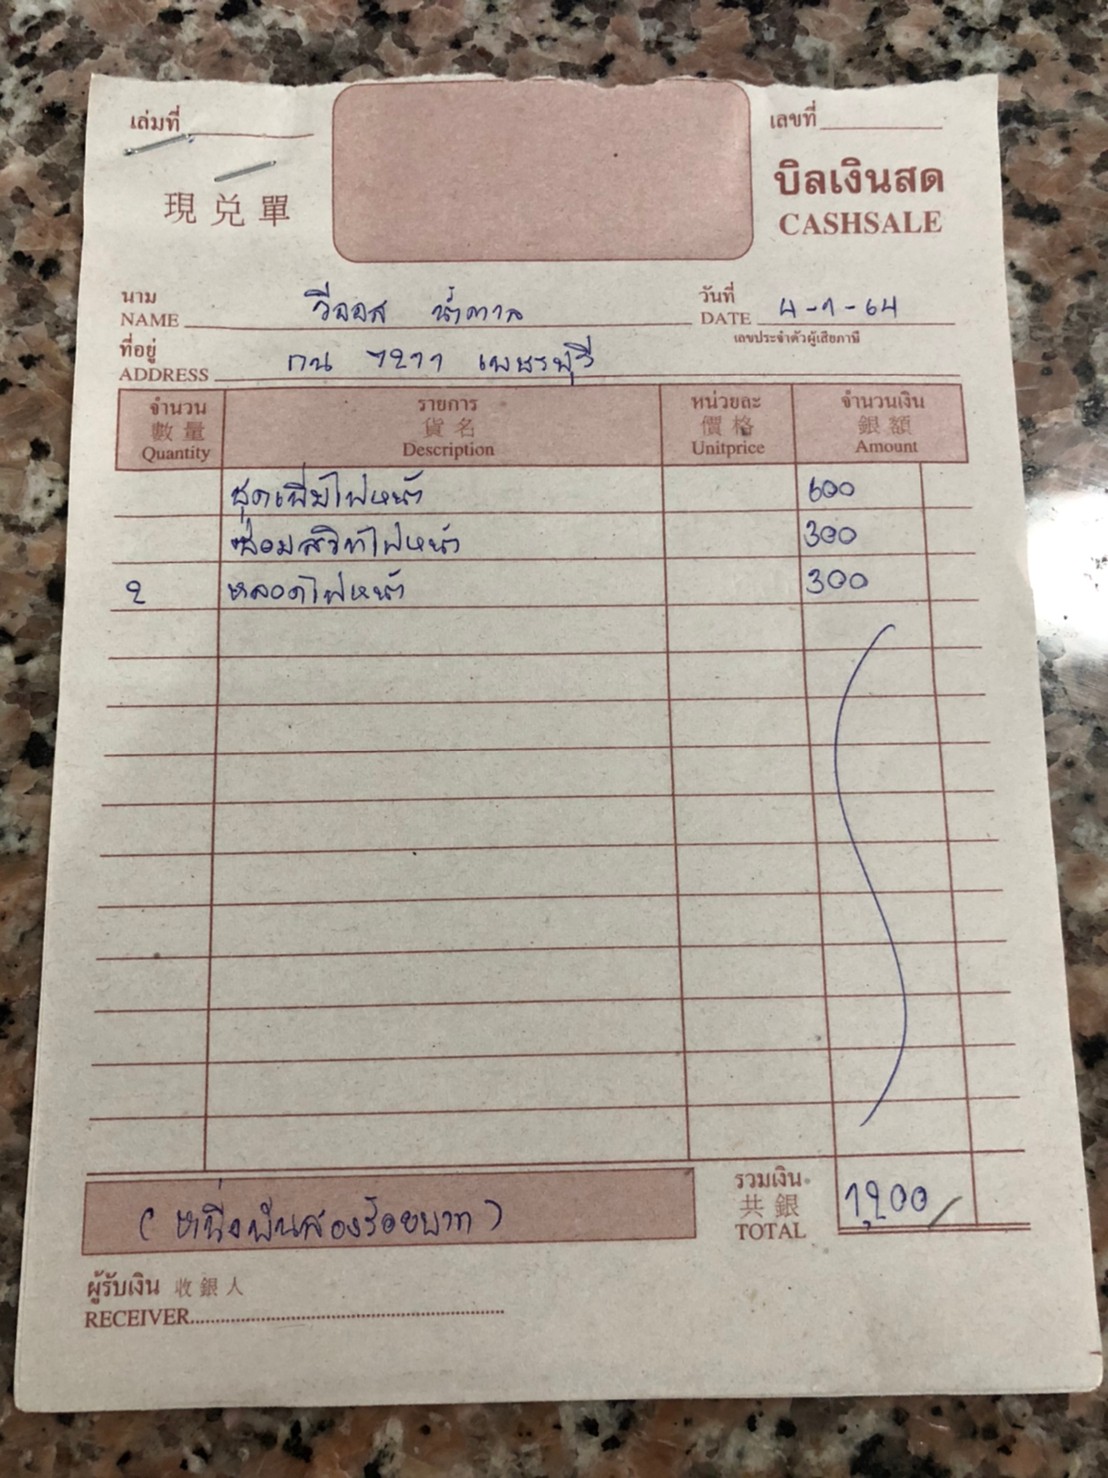 เล่มที่ เลขที่
現兌單 บิลเงินสด
CASHSALE
นาม วีออส น้ำตาล วันที่ 4-1-64
NAME DATE
เลขประจำตัวผู้เสียภาษี
ที่อยู่ กน 7211 เพชรบุรี
ADDRESS
จำนวน รายการ หน่วยละ จำนวนเงิน
數量 貨名 價格 銀額
Quantity Description Unitprice Amount
ชุดเพิ่มไฟหน้า 600
ซ่อมสวิทไฟหน้า 300
2 หลอดไฟหน้า 300
รวมเงิน
共銀 1,200
TOTAL
(หนึ่งพันสองร้อยบาท)
ผู้รับเงิน 收銀人
RECEIVER